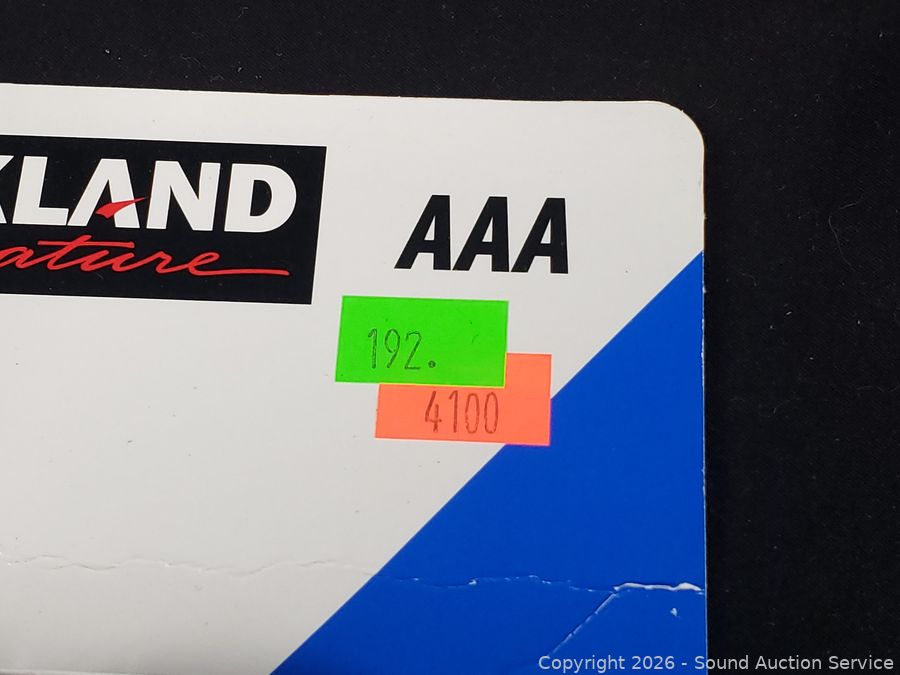 KLAND
ature
AAA
192.
4100
Copyright 2026 - Sound Auction Service